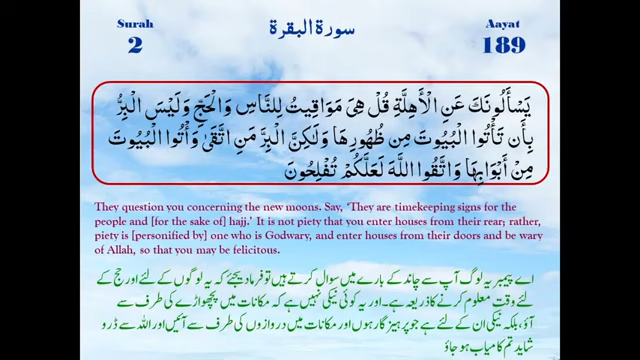 Surah
2
سورة البقرة
Aayat
189
يَسْأَلُونَكَ عَنِ الْأَهِلَّةِ قُلْ هِيَ مَوَاقِيتُ لِلنَّاسِ وَالْحَجِّ وَلَيْسَ الْبِرُّ
بِأَن تَأْتُوا الْبُيُوتَ مِن ظُهُورِهَا وَلَكِنَّ الْبِرَّ مَنِ اتَّقَىٰ وَأْتُوا الْبُيُوتَ
مِنْ أَبْوَابِهَا وَاتَّقُوا اللَّهَ لَعَلَّكُمْ تُفْلِحُونَ
They question you concerning the new moons. Say, ‘They are timekeeping signs for the
people and [for the sake of] hajj.’ It is not piety that you enter houses from their rear; rather,
piety is [personified by] one who is Godwary, and enter houses from their doors and be wary
of Allah, so that you may be felicitous.
اے پیمبر یہ لوگ آپ سے چاند کے بارے میں سوال کرتے ہیں تو فرما دیجئے کہ یہ لوگوں کے لئے اور حج کے
لئے وقت معلوم کرنے کا ذریعہ ہے۔ اور یہ کوئی نیکی نہیں ہے کہ مکانات میں پچھواڑے کی طرف سے
آؤ، بلکہ نیکی ان کے لئے ہے جو پرہیزگار ہوں اور مکانات میں دروازوں کی طرف سے آئیں اور اللہ سے ڈرو
شاید تم کامیاب ہو جاؤ